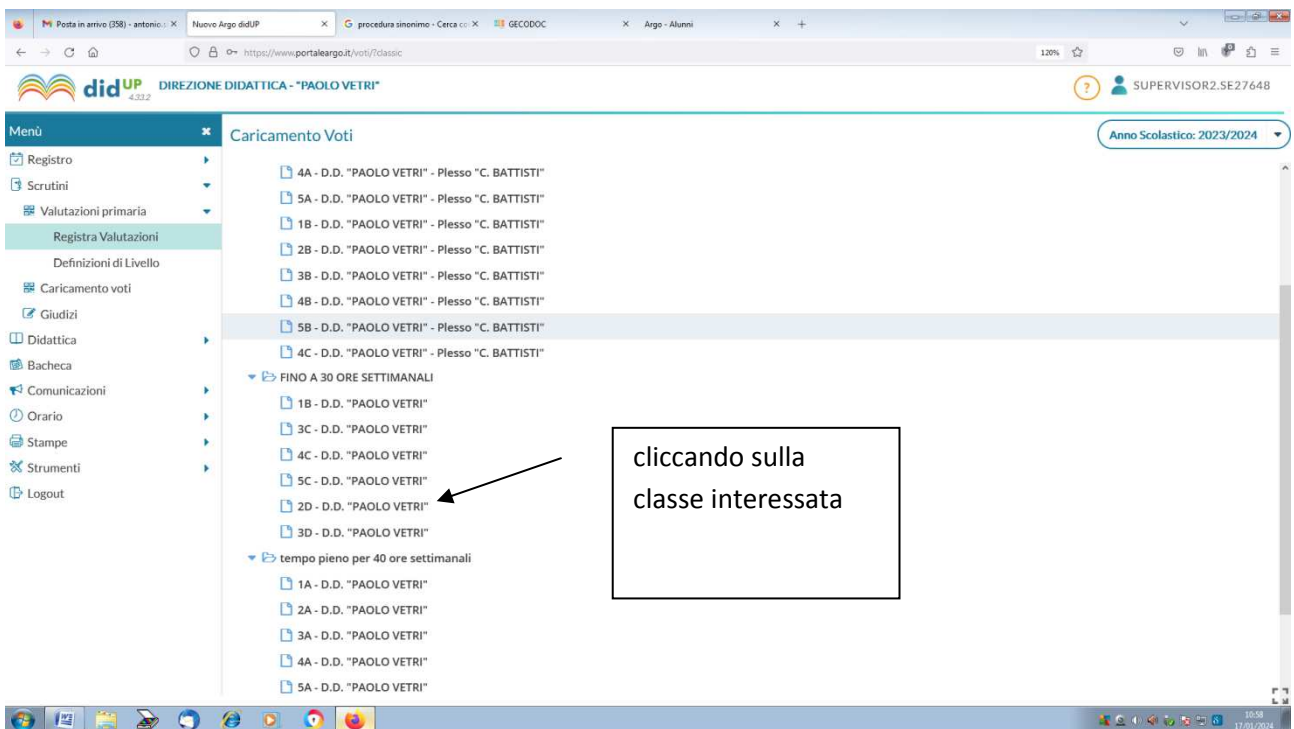 Posta in arrivo (358) - antonio.
Nuovo Argo didUP
procedura sinonimo - Cerca co
GECODOC
Argo - Alunni
https://www.portaleargo.it/voti/?classic
120%
didUP
4.33.2
DIREZIONE DIDATTICA - "PAOLO VETRI"
?
SUPERVISOR2.SE27648
Menù
Caricamento Voti
Anno Scolastico: 2023/2024
Registro
Scrutini
Valutazioni primaria
Registra Valutazioni
Definizioni di Livello
Caricamento voti
Giudizi
Didattica
Bacheca
Comunicazioni
Orario
Stampe
Strumenti
Logout
4A - D.D. "PAOLO VETRI" - Plesso "C. BATTISTI"
5A - D.D. "PAOLO VETRI" - Plesso "C. BATTISTI"
1B - D.D. "PAOLO VETRI" - Plesso "C. BATTISTI"
2B - D.D. "PAOLO VETRI" - Plesso "C. BATTISTI"
3B - D.D. "PAOLO VETRI" - Plesso "C. BATTISTI"
4B - D.D. "PAOLO VETRI" - Plesso "C. BATTISTI"
5B - D.D. "PAOLO VETRI" - Plesso "C. BATTISTI"
4C - D.D. "PAOLO VETRI" - Plesso "C. BATTISTI"
FINO A 30 ORE SETTIMANALI
1B - D.D. "PAOLO VETRI"
3C - D.D. "PAOLO VETRI"
4C - D.D. "PAOLO VETRI"
5C - D.D. "PAOLO VETRI"
2D - D.D. "PAOLO VETRI"
3D - D.D. "PAOLO VETRI"
tempo pieno per 40 ore settimanali
1A - D.D. "PAOLO VETRI"
2A - D.D. "PAOLO VETRI"
3A - D.D. "PAOLO VETRI"
4A - D.D. "PAOLO VETRI"
5A - D.D. "PAOLO VETRI"
cliccando sulla
classe interessata
10:58
17/01/2024